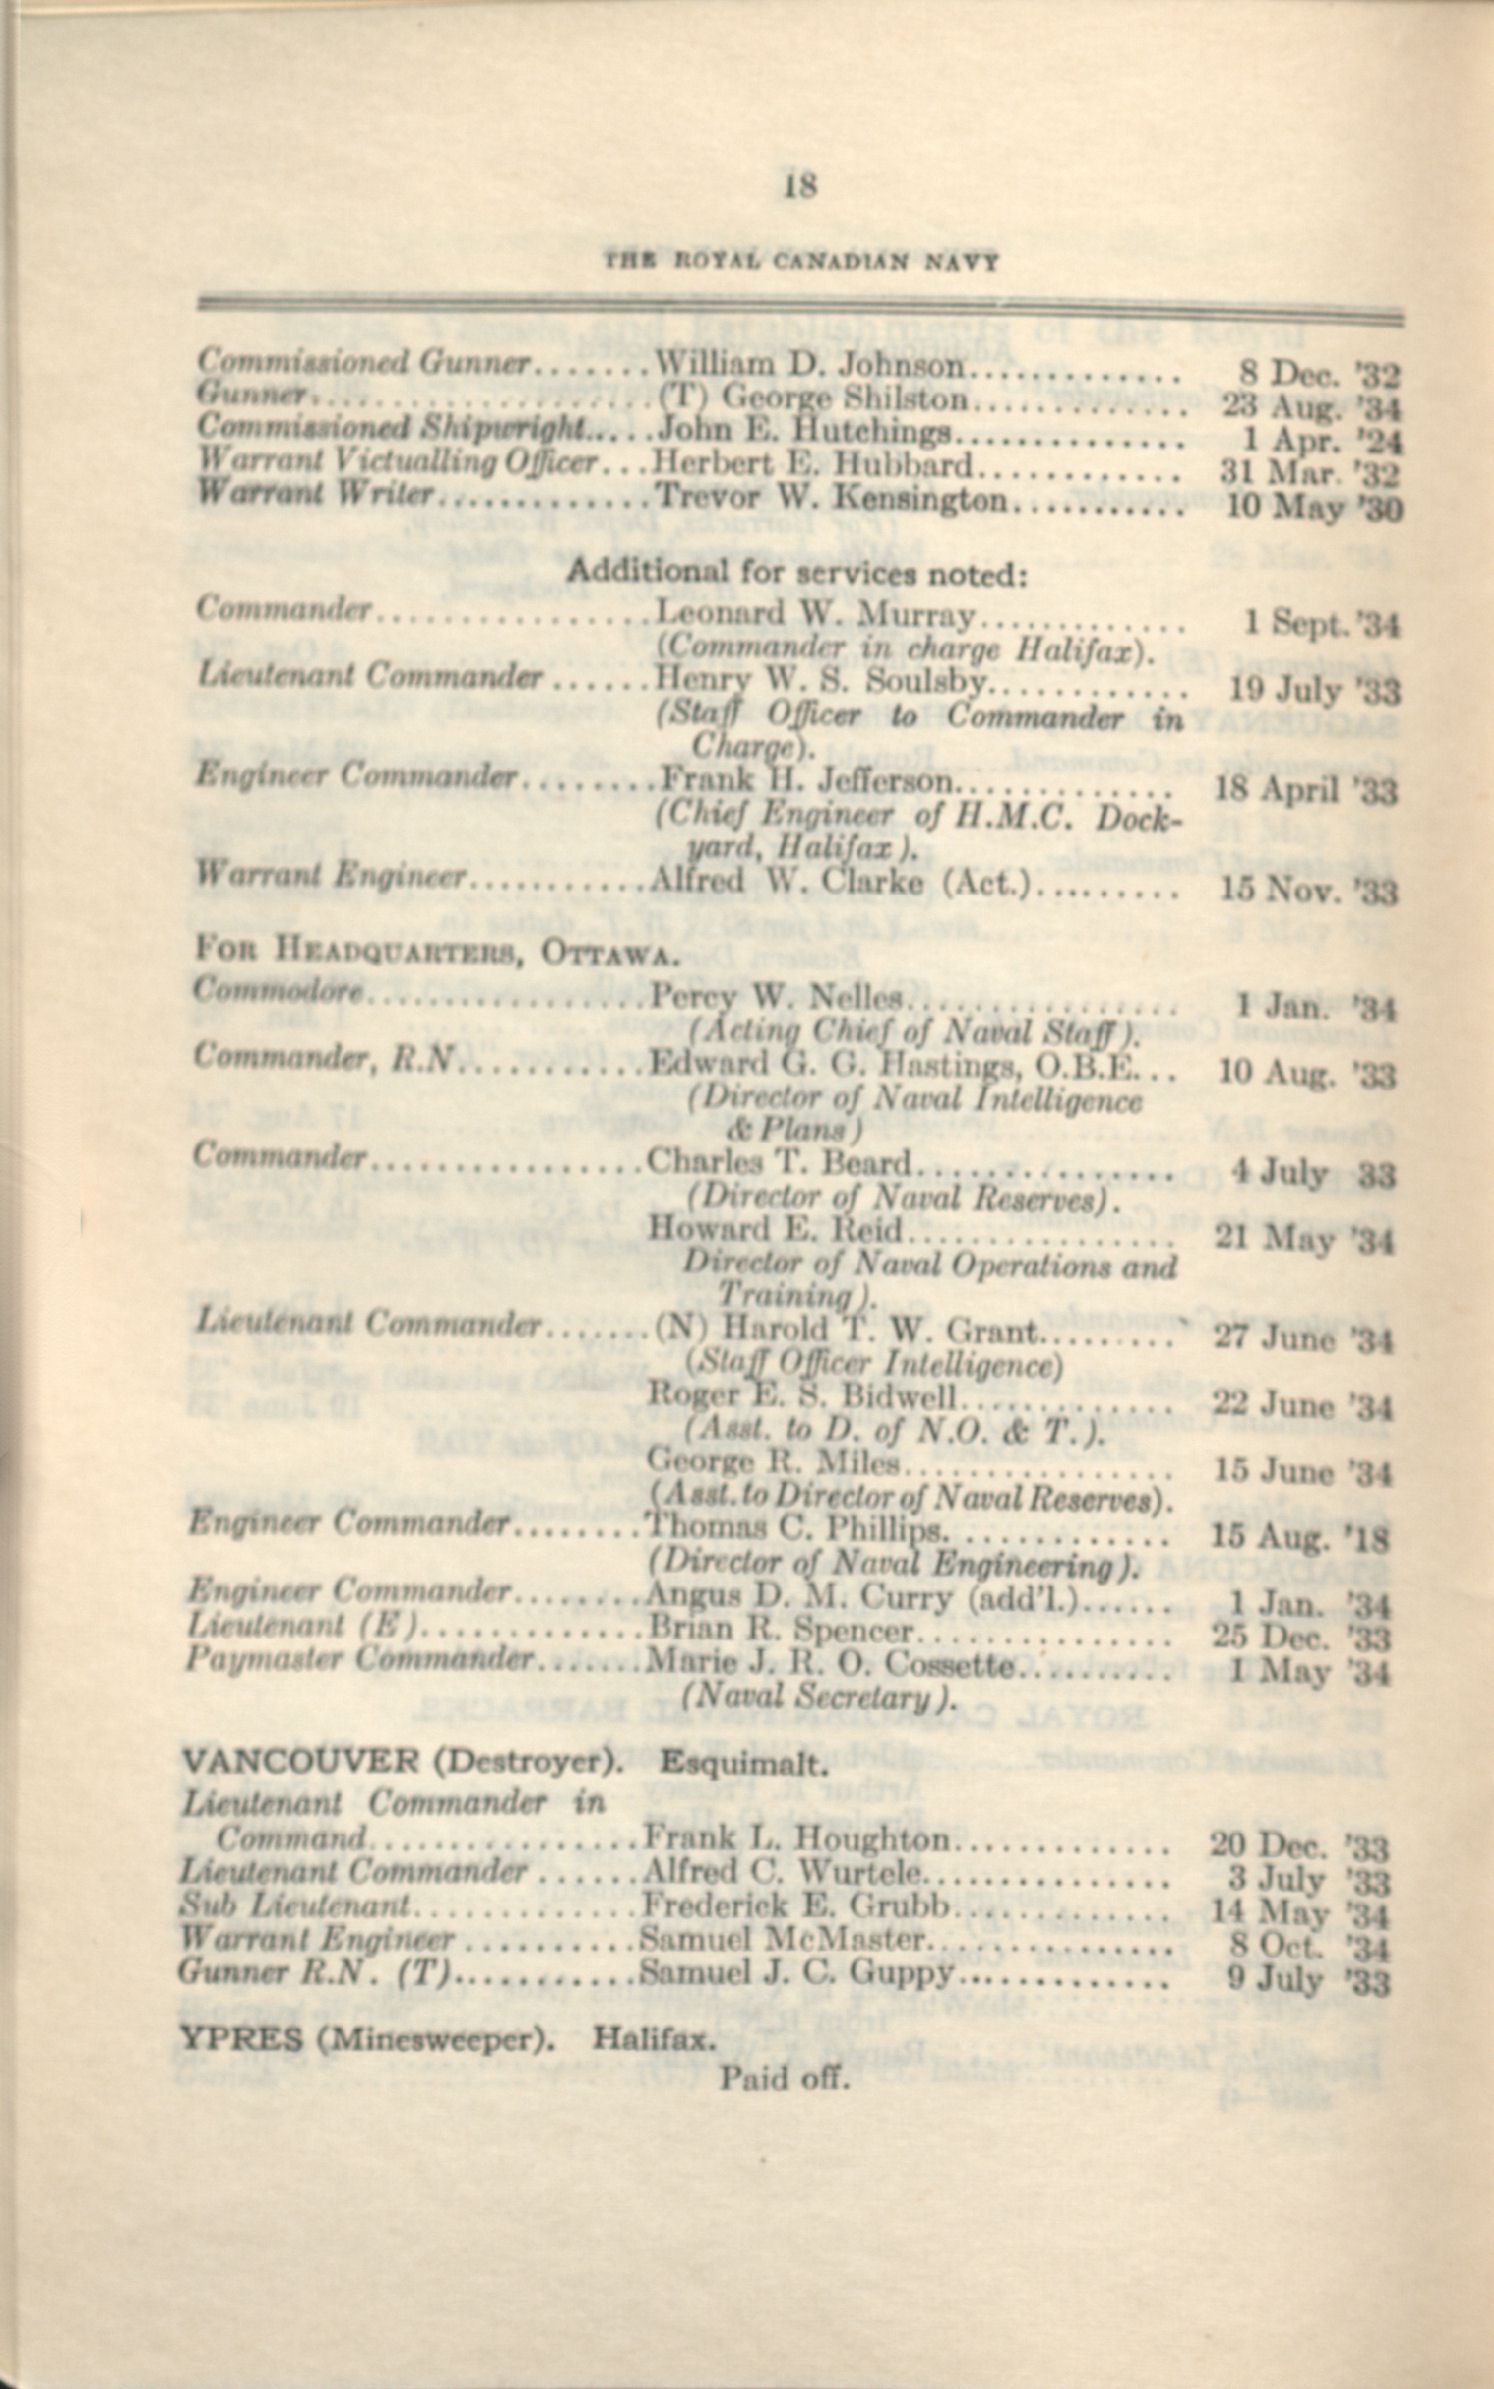 18
THE ROYAL CANADIAN NAVY
Commissioned Gunner.......William D. Johnson............. 8 Dec. '32
Gunner.....................(T) George Shilston.............. 23 Aug. '34
Commissioned Shipwright.....John E. Hutchings.............. 1 Apr. '24
Warrant Victualling Officer...Herbert E. Hubbard............. 31 Mar. '32
Warrant Writer.............Trevor W. Kensington........... 10 May '30
Additional for services noted:
Commander.................Leonard W. Murray............. 1 Sept. '34
(Commander in charge Halifax).
Lieutenant Commander......Henry W. S. Soulsby............. 19 July '33
(Staff Officer to Commander in
Charge).
Engineer Commander.........Frank H. Jefferson.............. 18 April '33
(Chief Engineer of H.M.C. Dock-
yard, Halifax).
Warrant Engineer...........Alfred W. Clarke (Act.).......... 15 Nov. '33
FOR HEADQUARTERS, OTTAWA.
Commodore.................Percy W. Nelles................. 1 Jan. '34
(Acting Chief of Naval Staff).
Commander, R.N............Edward G. G. Hastings, O.B.E... 10 Aug. '33
(Director of Naval Intelligence
& Plans)
Commander................Charles T. Beard................ 4 July 33
(Director of Naval Reserves).
Howard E. Reid................. 21 May '34
Director of Naval Operations and
Training).
Lieutenant Commander.......(N) Harold T. W. Grant.......... 27 June '34
(Staff Officer Intelligence)
Roger E. S. Bidwell............. 22 June '34
(Asst. to D. of N.O. & T.).
George R. Miles................. 15 June '34
(Asst. to Director of Naval Reserves).
Engineer Commander........Thomas C. Phillips.............. 15 Aug. '18
(Director of Naval Engineering).
Engineer Commander........Angus D. M. Curry (add'l.)...... 1 Jan. '34
Lieutenant (E)..............Brian R. Spencer................ 25 Dec. '33
Paymaster Commander.......Marie J. R. O. Cossette........... 1 May '34
(Naval Secretary).
VANCOUVER (Destroyer). Esquimalt.
Lieutenant Commander in
Command.................Frank L. Houghton............. 20 Dec. '33
Lieutenant Commander......Alfred C. Wurtele............... 3 July '33
Sub Lieutenant..............Frederick E. Grubb............. 14 May '34
Warrant Engineer...........Samuel McMaster............... 8 Oct. '34
Gunner R.N. (T)............Samuel J. C. Guppy............. 9 July '33
YPRES (Minesweeper). Halifax.
Paid off.